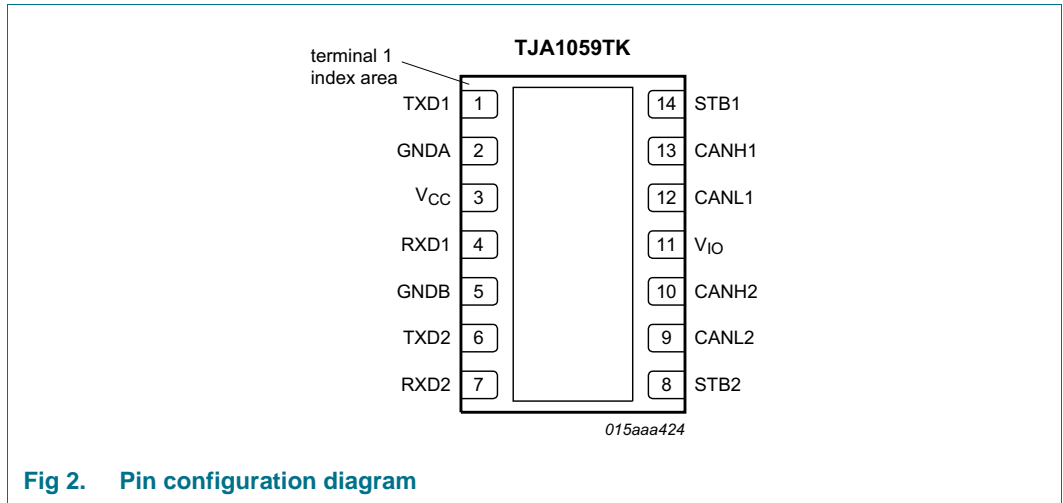 TJA1059TK
terminal 1
index area
TXD1 1 14 STB1
GNDA 2 13 CANH1
VCC 3 12 CANL1
RXD1 4 11 VIO
GNDB 5 10 CANH2
TXD2 6 9 CANL2
RXD2 7 8 STB2
015aaa424
Fig 2. Pin configuration diagram